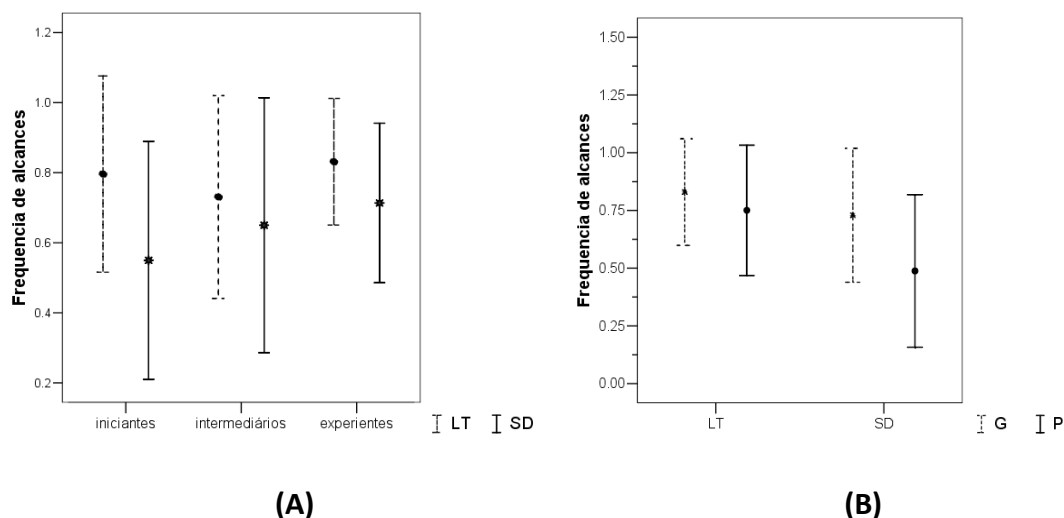 Frequencia de alcances
1.2
1.0
0.8
0.6
0.4
0.2
iniciantes intermediários experientes
LT SD
(A)
Frequencia de alcances
1.50
1.25
1.00
0.75
0.50
0.25
0.00
LT SD
G P
(B)